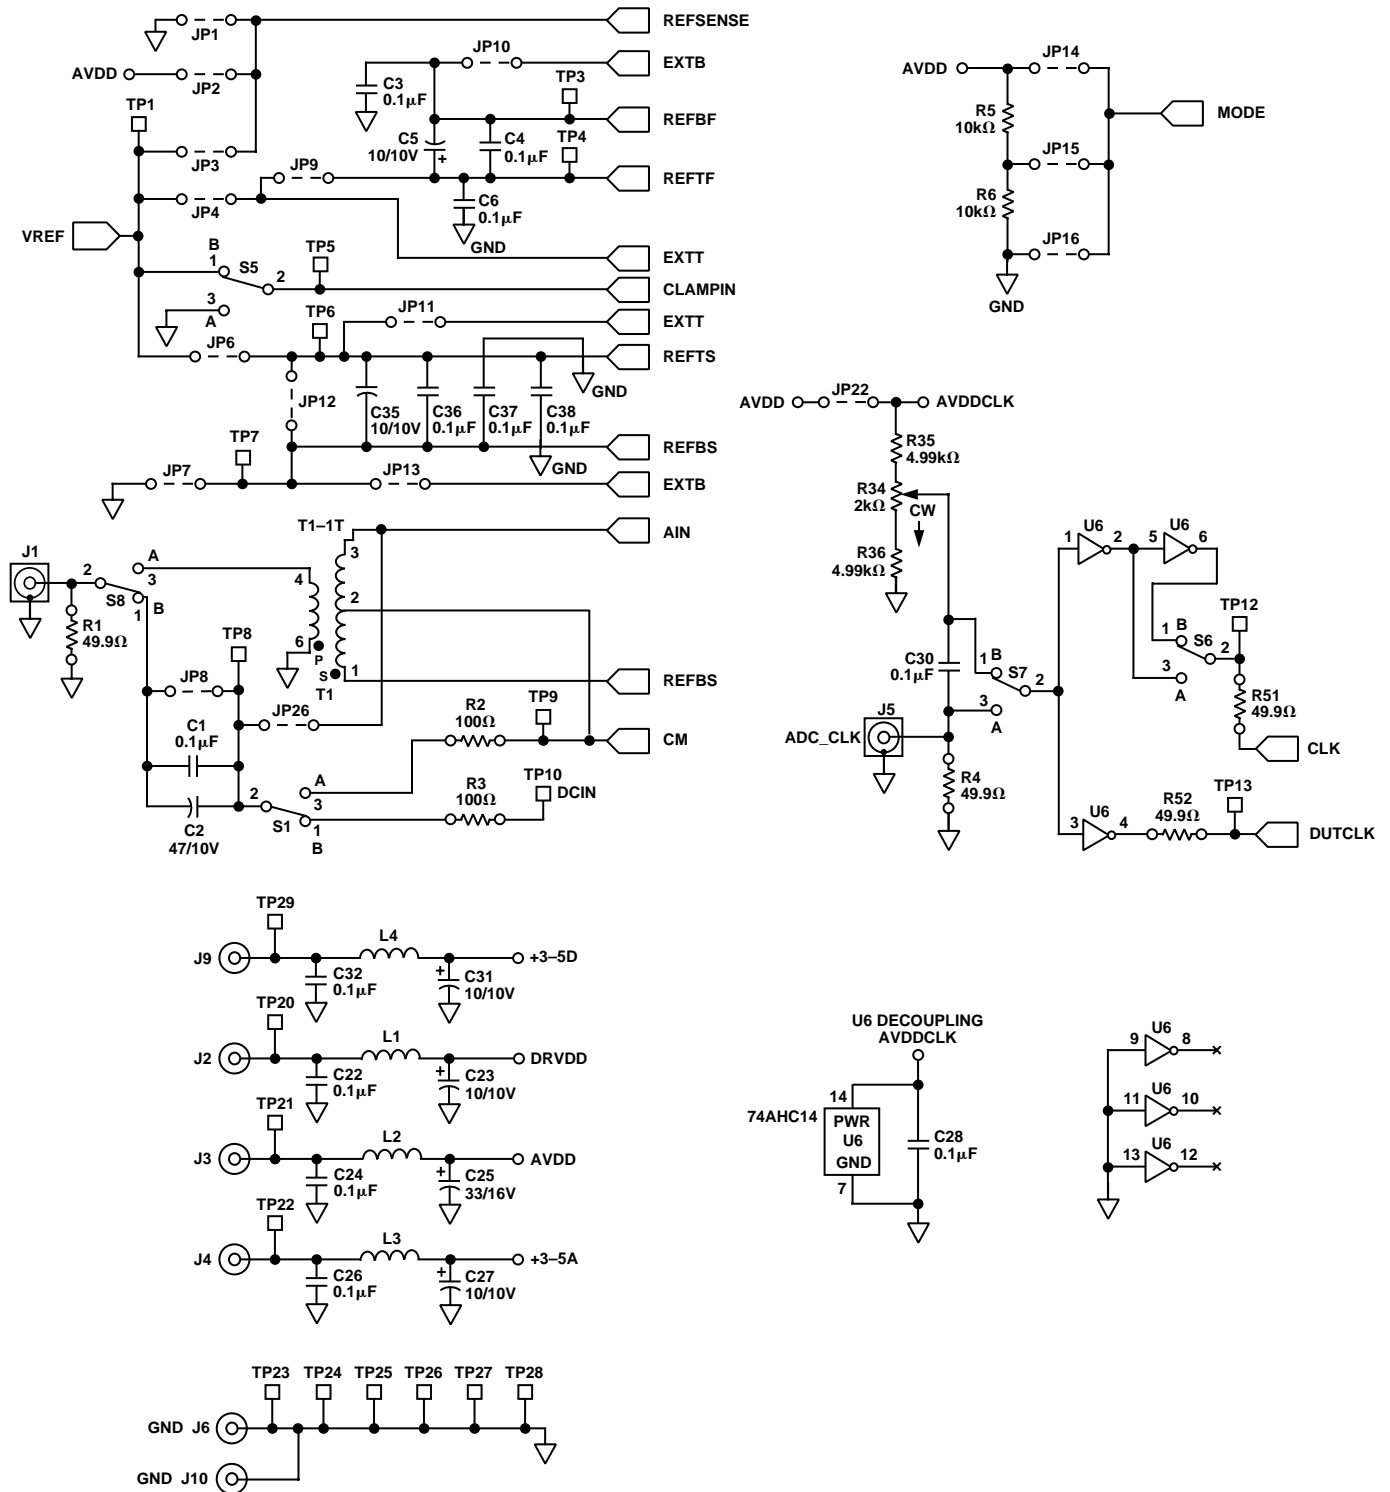 REFSENSE
JP1
JP10
EXTB
AVDD
JP2
C3
0.1µF
TP3
TP1
REFBF
C5
10/10V
+
C4
0.1µF
TP4
JP3
JP9
REFTF
JP4
C6
0.1µF
GND
VREF
B
1
S5
2
TP5
EXTT
CLAMPIN
3
A
TP6
JP11
EXTT
JP6
REFTS
GND
JP12
C35
10/10V
C36
0.1µF
C37
0.1µF
C38
0.1µF
TP7
REFBS
GND
JP7
JP13
EXTB
AVDD
JP14
R5
10kΩ
MODE
JP15
R6
10kΩ
JP16
GND
T1–1T
AIN
J1
A
2
3
S8
1
B
4
3
2
R1
49.9Ω
TP8
6
P
S
1
T1
REFBS
JP8
JP26
R2
100Ω
TP9
CM
C1
0.1µF
A
2
3
S1
1
B
R3
100Ω
TP10
DCIN
C2
47/10V
AVDD
JP22
AVDDCLK
R35
4.99kΩ
R34
2kΩ
CW
R36
4.99kΩ
C30
0.1µF
1
B
S7
2
3
A
J5
ADC_CLK
R4
49.9Ω
1
U6
2
5
U6
6
TP12
1
B
S6
2
3
A
R51
49.9Ω
CLK
3
U6
4
R52
49.9Ω
TP13
DUTCLK
TP29
J9
L4
+3–5D
C32
0.1µF
+
C31
10/10V
TP20
J2
L1
DRVDD
C22
0.1µF
+
C23
10/10V
TP21
J3
L2
AVDD
C24
0.1µF
+
C25
33/16V
TP22
J4
L3
+3–5A
C26
0.1µF
+
C27
10/10V
U6 DECOUPLING
AVDDCLK
14
74AHC14
PWR
U6
GND
7
C28
0.1µF
9
U6
8
11
U6
10
13
U6
12
TP23
TP24
TP25
TP26
TP27
TP28
GND J6
GND J10